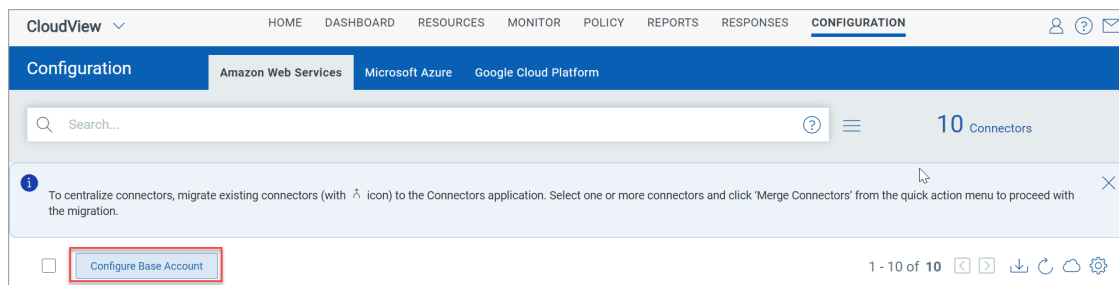 CloudView
HOME DASHBOARD RESOURCES MONITOR POLICY REPORTS RESPONSES CONFIGURATION
Configuration
Amazon Web Services Microsoft Azure Google Cloud Platform
Search...
10 Connectors
To centralize connectors, migrate existing connectors (with icon) to the Connectors application. Select one or more connectors and click 'Merge Connectors' from the quick action menu to proceed with
the migration.
Configure Base Account
1 - 10 of 10